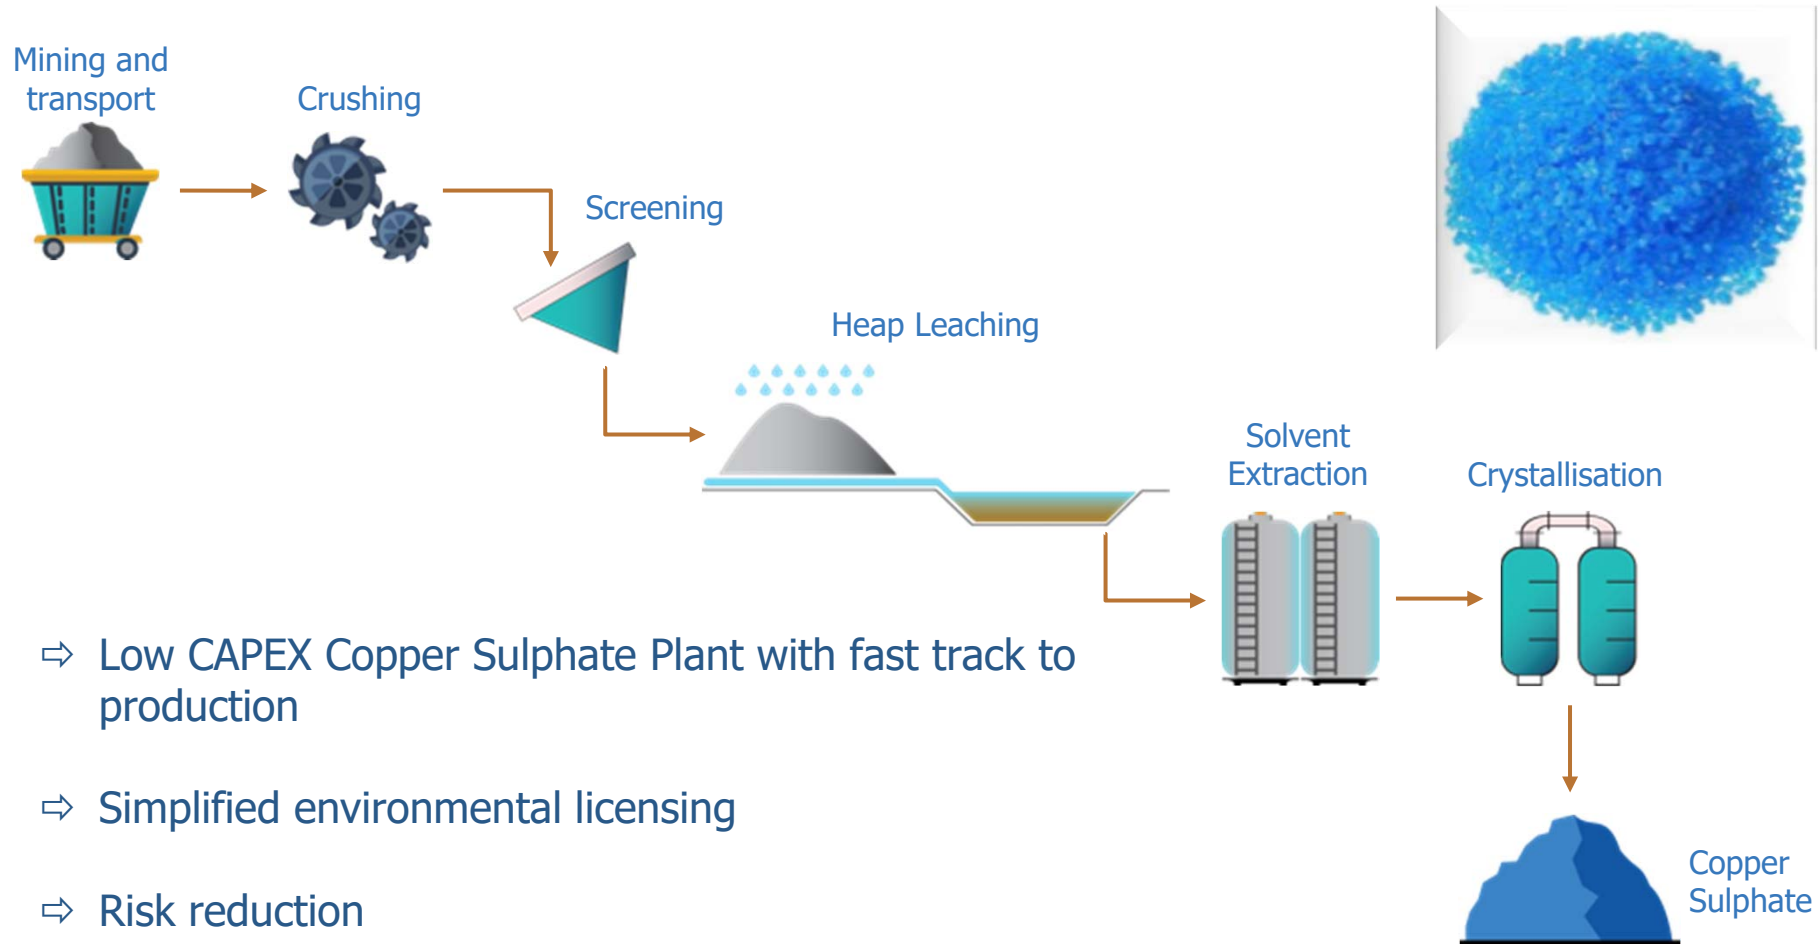 Mining and
transport
Crushing
Screening
Heap Leaching
Solvent
Extraction
Crystallisation
⇨ Low CAPEX Copper Sulphate Plant with fast track to
production
⇨ Simplified environmental licensing
⇨ Risk reduction
Copper
Sulphate